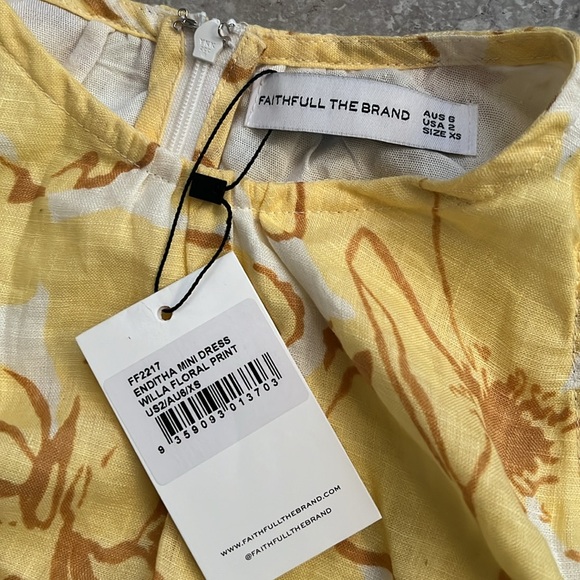 FAITHFULL THE BRAND
AUS 6
USA 2
SIZE XS
FF2217
ENDITHA MINI DRESS
WILLA FLORAL PRINT
US2/AU6/XS
9 359093 013703
WWW.FAITHFULLTHEBRAND.COM
@FAITHFULLTHEBRAND